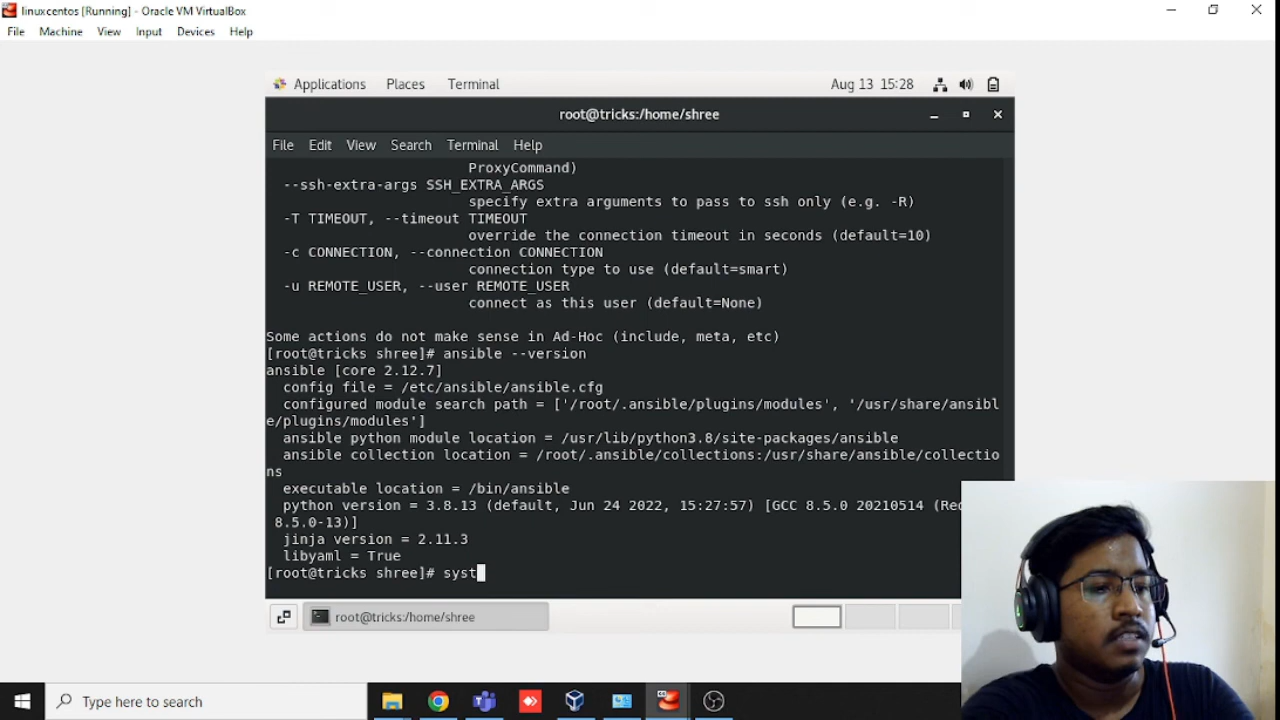 linuxcentos [Running] - Oracle VM VirtualBox
File Machine View Input Devices Help
Applications Places Terminal Aug 13 15:28
root@tricks:/home/shree
File Edit View Search Terminal Help
ProxyCommand)
--ssh-extra-args SSH_EXTRA_ARGS
specify extra arguments to pass to ssh only (e.g. -R)
-T TIMEOUT, --timeout TIMEOUT
override the connection timeout in seconds (default=10)
-c CONNECTION, --connection CONNECTION
connection type to use (default=smart)
-u REMOTE_USER, --user REMOTE_USER
connect as this user (default=None)
Some actions do not make sense in Ad-Hoc (include, meta, etc)
[root@tricks shree]# ansible --version
ansible [core 2.12.7]
config file = /etc/ansible/ansible.cfg
configured module search path = ['/root/.ansible/plugins/modules', '/usr/share/ansibl
e/plugins/modules']
ansible python module location = /usr/lib/python3.8/site-packages/ansible
ansible collection location = /root/.ansible/collections:/usr/share/ansible/collectio
ns
executable location = /bin/ansible
python version = 3.8.13 (default, Jun 24 2022, 15:27:57) [GCC 8.5.0 20210514 (Red
8.5.0-13)]
jinja version = 2.11.3
libyaml = True
[root@tricks shree]# syst
root@tricks:/home/shree
Type here to search